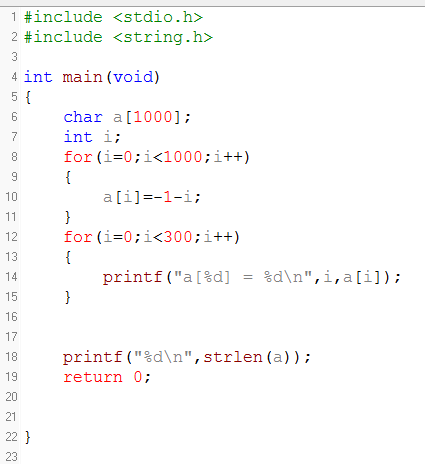 1 #include <stdio.h>
2 #include <string.h>
3
4 int main(void)
5 {
6     char a[1000];
7     int i;
8     for(i=0;i<1000;i++)
9     {
10         a[i]=-1-i;
11     }
12     for(i=0;i<300;i++)
13     {
14         printf("a[%d] = %d\n",i,a[i]);
15     }
16
17
18     printf("%d\n",strlen(a));
19     return 0;
20
21
22 }
23